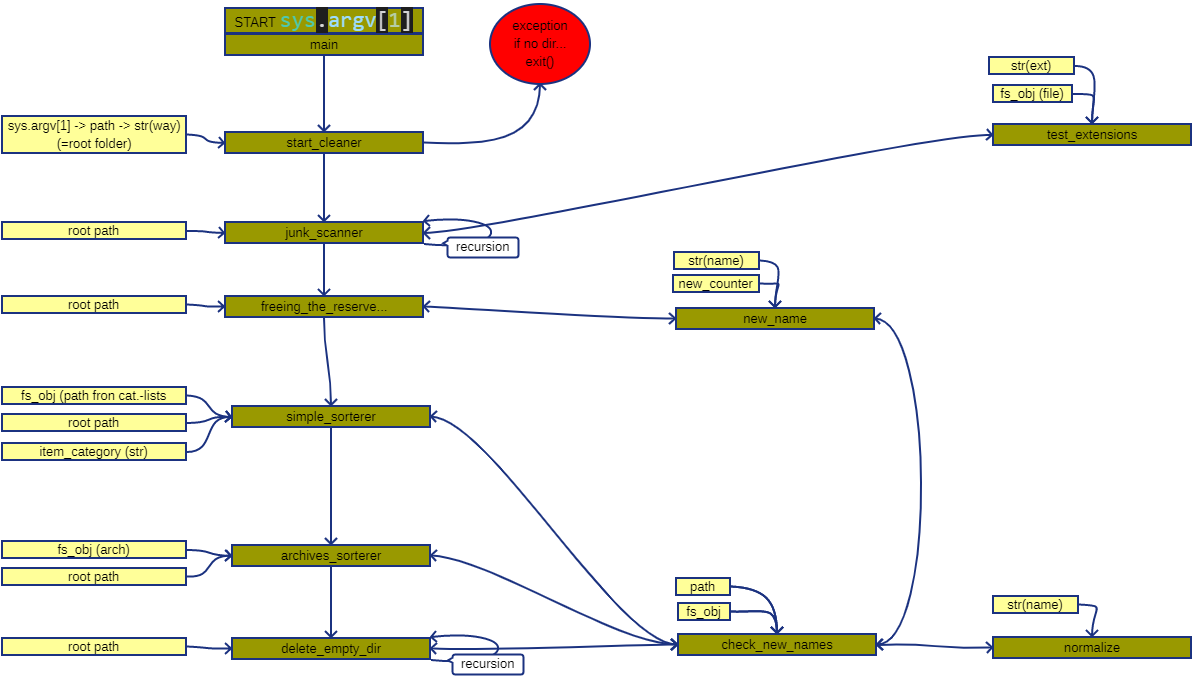 START sys.argv[1]
main
exception
if no dir...
exit()
str(ext)
fs_obj (file)
sys.argv[1] -> path -> str(way)
(=root folder)
start_cleaner
test_extensions
root path
junk_scanner
recursion
str(name)
new_counter
root path
freeing_the_reserve...
new_name
fs_obj (path fron cat.-lists
root path
item_category (str)
simple_sorterer
fs_obj (arch)
root path
archives_sorterer
path
fs_obj
str(name)
root path
delete_empty_dir
recursion
check_new_names
normalize